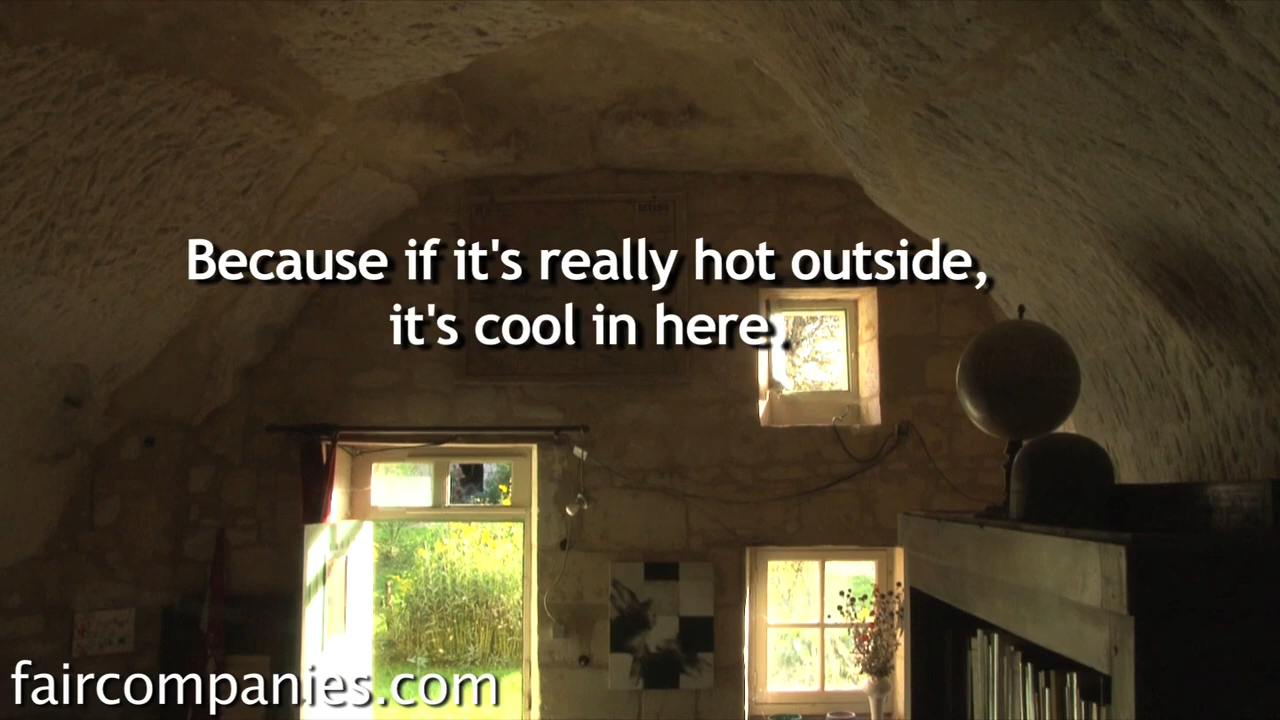 Because if it's really hot outside,
it's cool in here;
faircompanies.com